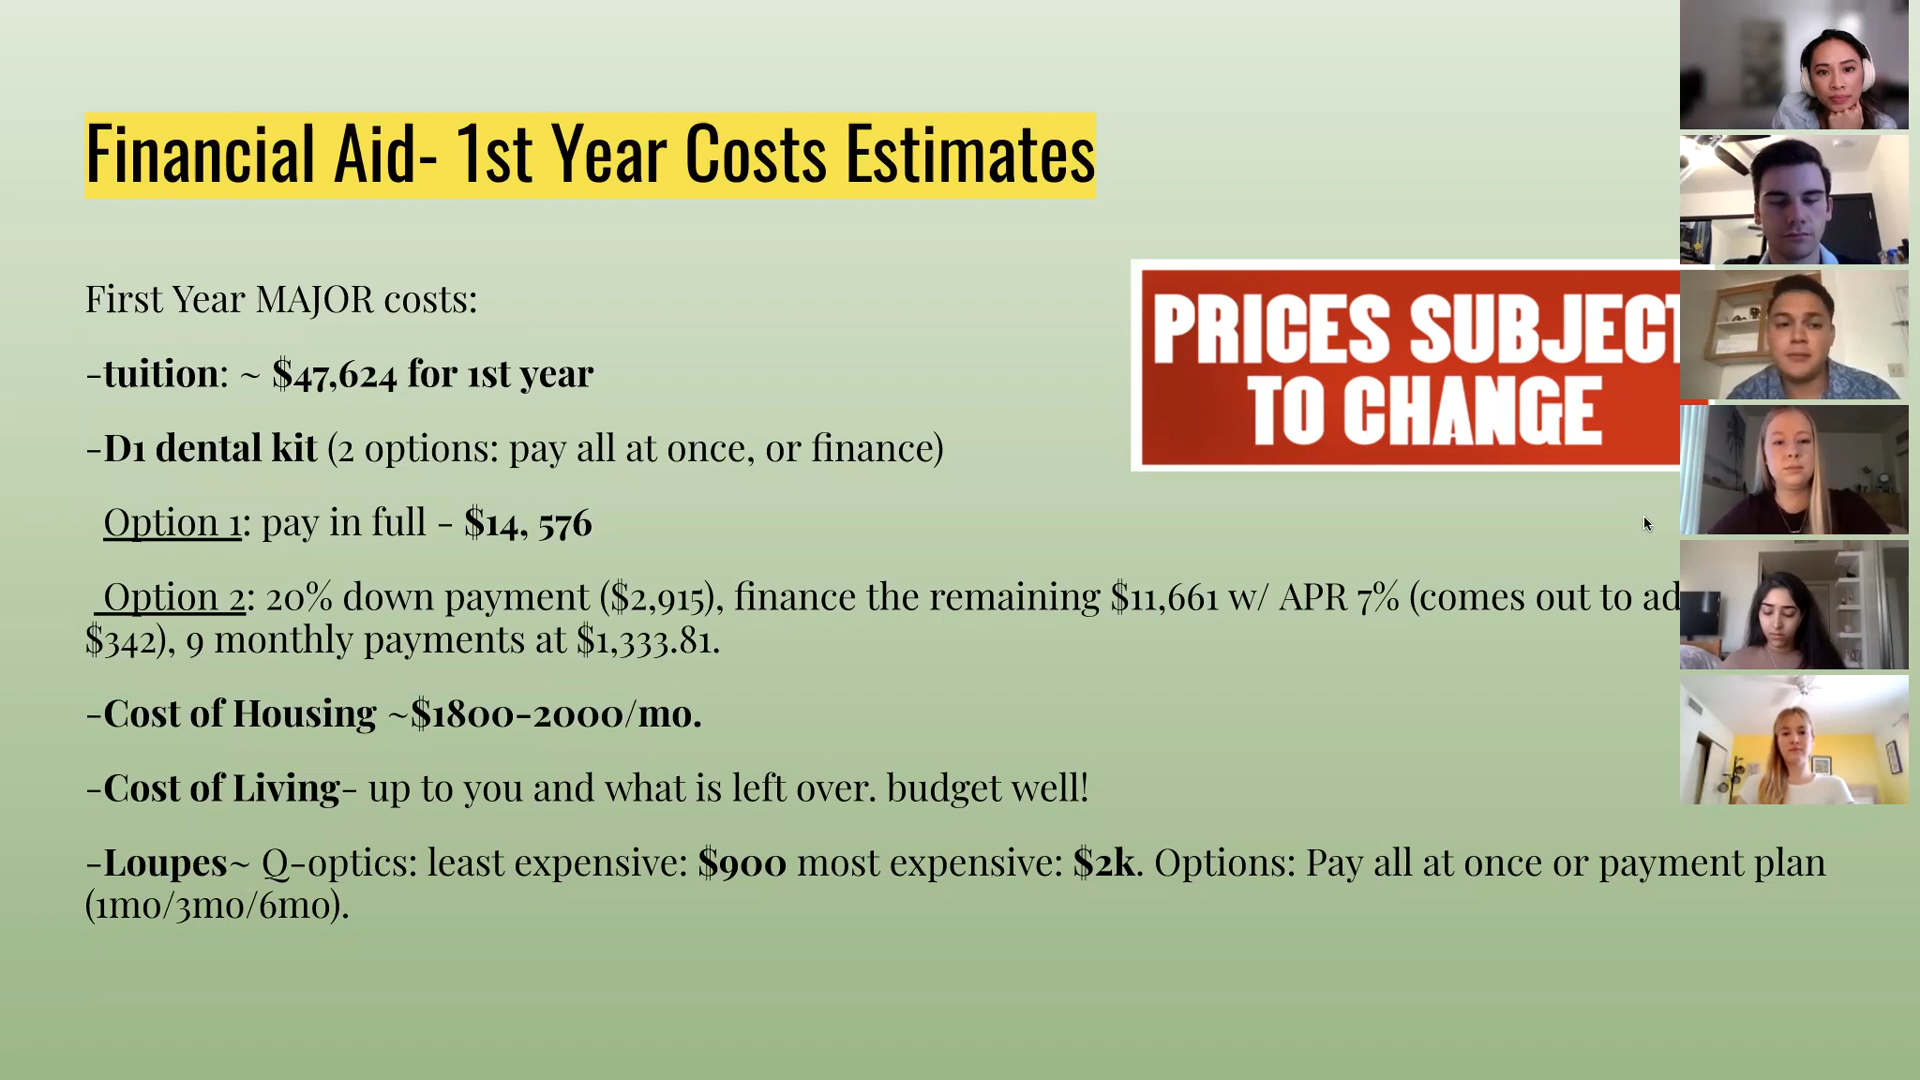 Financial Aid- 1st Year Costs Estimates
First Year MAJOR costs:
PRICES SUBJECT
TO CHANGE
-tuition: ~ $47,624 for 1st year
-D1 dental kit (2 options: pay all at once, or finance)
Option 1: pay in full - $14, 576
Option 2: 20% down payment ($2,915), finance the remaining $11,661 w/ APR 7% (comes out to
$342), 9 monthly payments at $1,333.81.
-Cost of Housing ~$1800-2000/mo.
-Cost of Living- up to you and what is left over. budget well!
-Loupes~ Q-optics: least expensive: $900 most expensive: $2k. Options: Pay all at once or payment plan
(1mo/3mo/6mo).